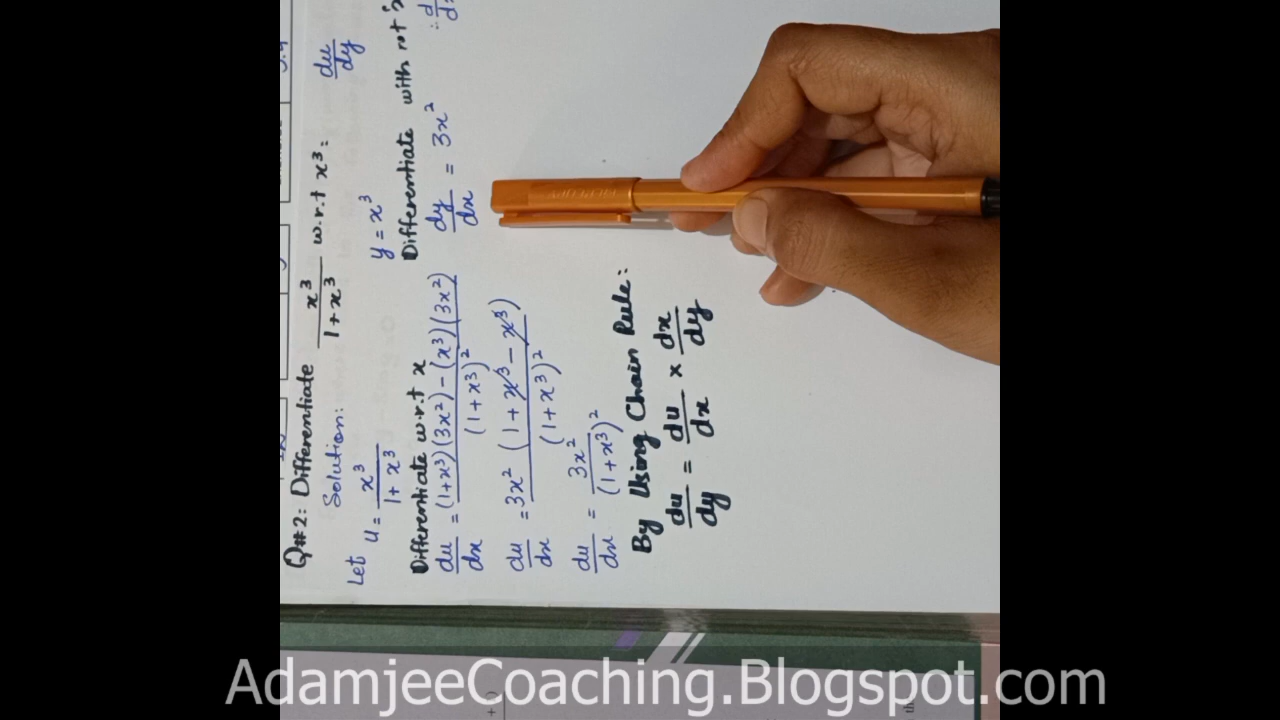 Q#2: Differentiate x³/(1+x³) w.r.t x³:
Solution:
du/dy
Let u = x³/(1+x³)
y = x³
Differentiate w.r.t x
Differentiate with
du/dx = ((1+x³)(3x²) - (x³)(3x²))/(1+x³)²
dy/dx = 3x²
du/dx = 3x² (1+x³-x³)/(1+x³)²
du/dx = 3x²/(1+x³)²
By Using Chain Rule:
du/dy = du/dx × dx/dy
AdamjeeCoaching.Blogspot.com